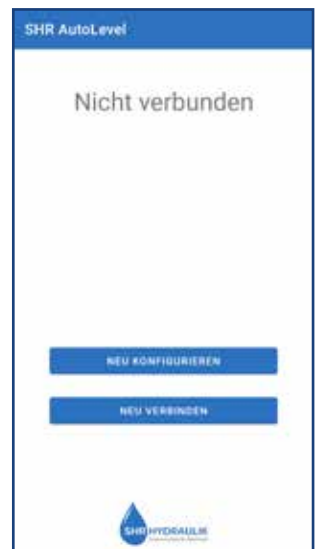 SHR AutoLevel
Nicht verbunden
NEU KONFIGURIEREN
NEU VERBINDEN
SHR HYDRAULIK